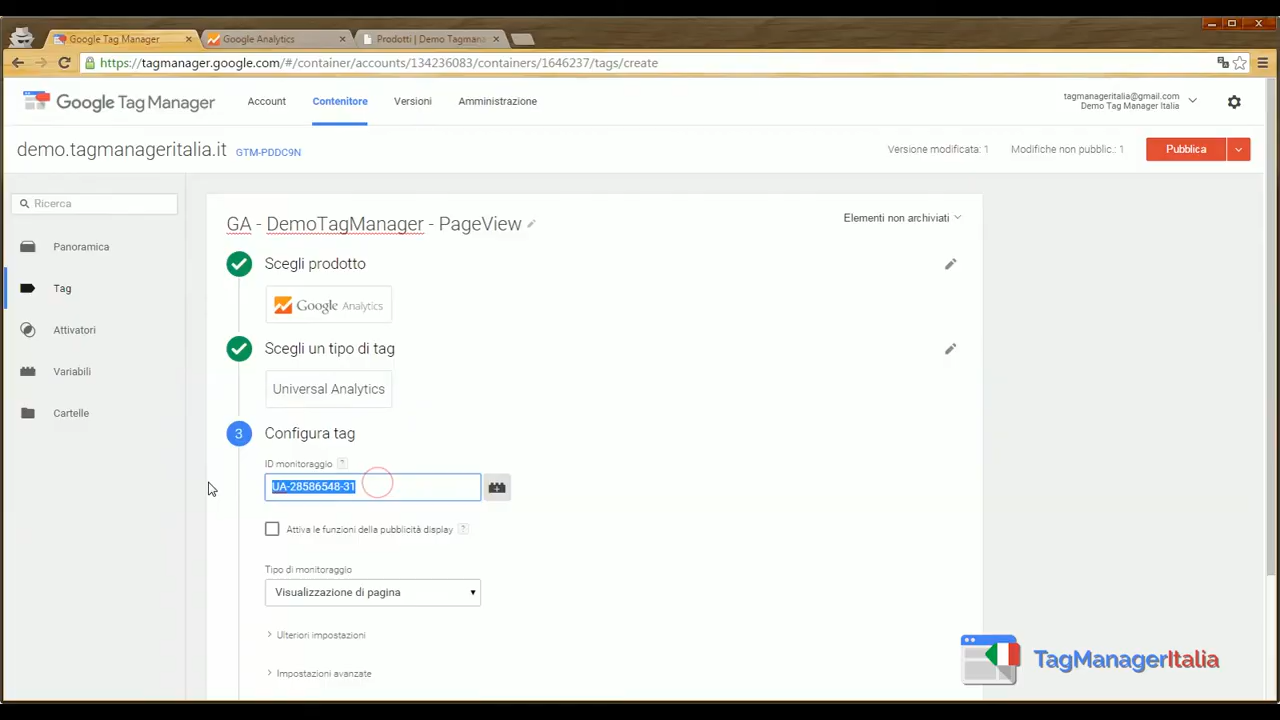 Google Tag Manager
Google Analytics
Prodotti | Demo Tagmana
https://tagmanager.google.com/#/container/accounts/134236083/containers/1646237/tags/create
Google Tag Manager
Account
Contenitore
Versioni
Amministrazione
tagmanageritalia@gmail.com
Demo Tag Manager Italia
demo.tagmanageritalia.it GTM-PDDC9N
Versione modificata: 1
Modifiche non pubblic.: 1
Pubblica
Ricerca
Panoramica
Tag
Attivatori
Variabili
Cartelle
GA - DemoTagManager - PageView
Elementi non archiviati
Scegli prodotto
Google Analytics
Scegli un tipo di tag
Universal Analytics
3 Configura tag
ID monitoraggio ?
UA-28586548-31
Attiva le funzioni della pubblicità display ?
Tipo di monitoraggio
Visualizzazione di pagina
Ulteriori impostazioni
Impostazioni avanzate
TagManagerItalia